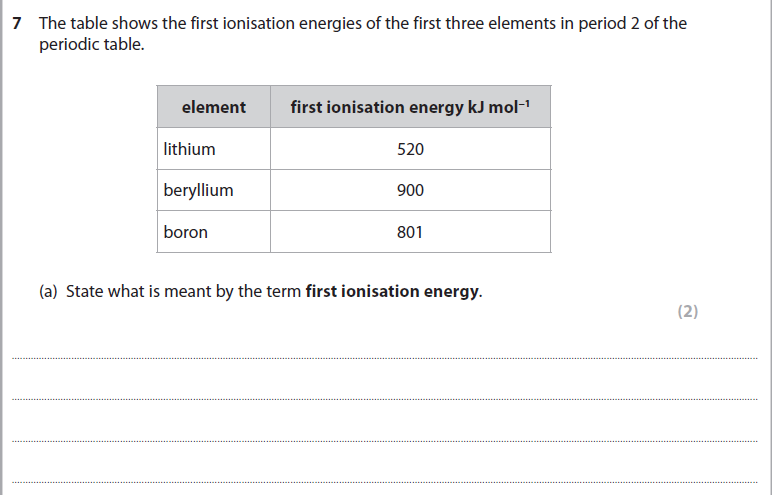 7 The table shows the first ionisation energies of the first three elements in period 2 of the
periodic table.
element first ionisation energy kJ mol⁻¹
lithium 520
beryllium 900
boron 801
(a) State what is meant by the term first ionisation energy.
(2)